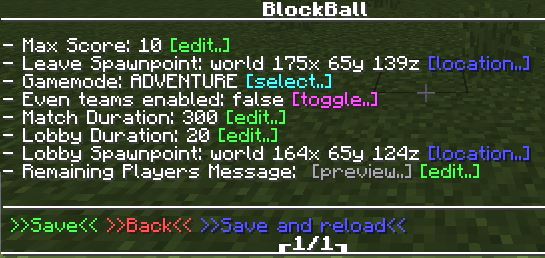 BlockBall
- Max Score: 10 [edit..]
- Leave Spawnpoint: world 175x 65y 139z [location..]
- Gamemode: ADVENTURE [select..]
- Even teams enabled: false [toggle..]
- Match Duration: 300 [edit..]
- Lobby Duration: 20 [edit..]
- Lobby Spawnpoint: world 164x 65y 124z [location..]
- Remaining Players Message: [preview..] [edit..]
>>Save<< >>Back<< >>Save and reload<<
┌1/1┐